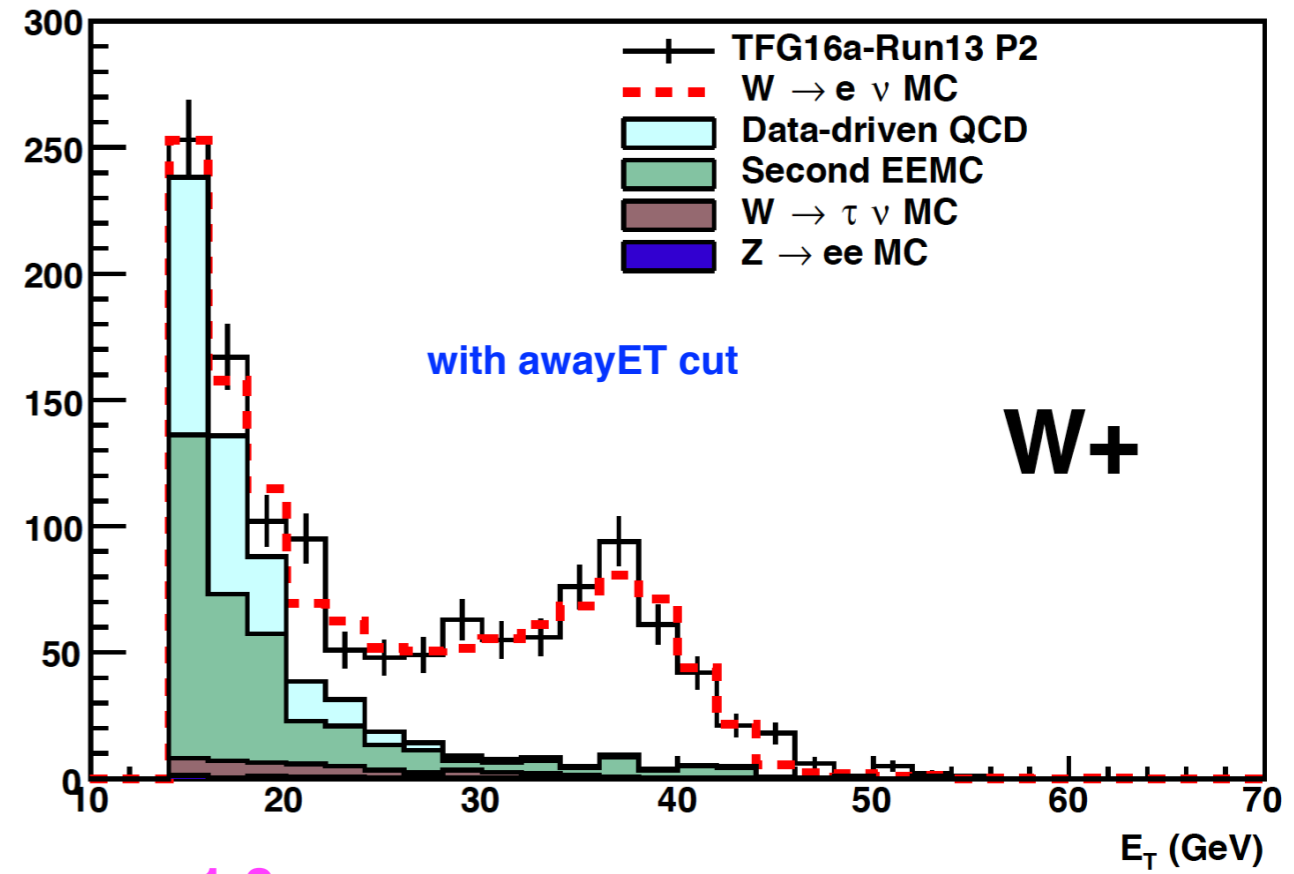 300
250
200
150
100
50
0
10 20 30 40 50 60 70
TFG16a-Run13 P2
W → e ν MC
Data-driven QCD
Second EEMC
W → τ ν MC
Z → ee MC
with awayET cut
W+
E_T (GeV)